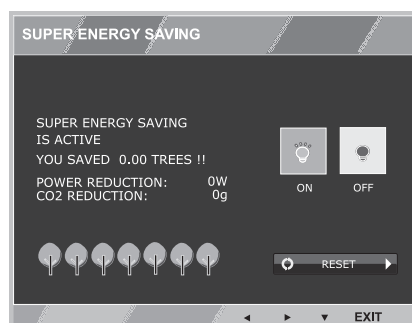 SUPER ENERGY SAVING
SUPER ENERGY SAVING
IS ACTIVE
YOU SAVED 0.00 TREES !!
POWER REDUCTION: 0W
CO2 REDUCTION: 0g
ON OFF
RESET
EXIT